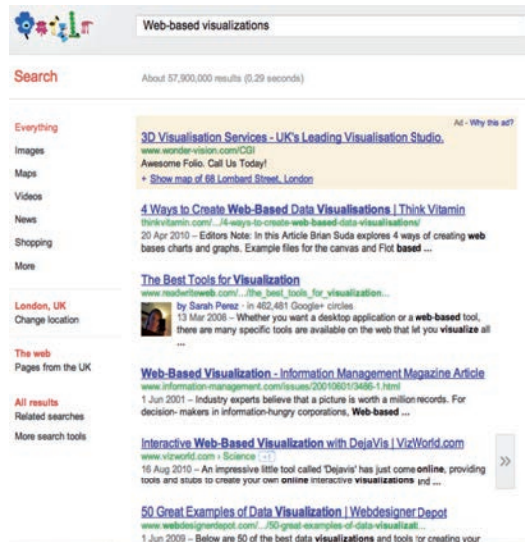 Web-based visualizations
Search
About 57,900,000 results (0.29 seconds)
Everything
Images
Maps
Videos
News
Shopping
More
London, UK
Change location
The web
Pages from the UK
All results
Related searches
More search tools
Ad - Why this ad?
3D Visualisation Services - UK's Leading Visualisation Studio.
www.wonder-vision.com/CGI
Awesome Folio. Call Us Today!
+ Show map of 68 Lombard Street, London
4 Ways to Create Web-Based Data Visualisations | Think Vitamin
thinkvitamin.com/.../4-ways-to-create-web-based-data-visualisations/
20 Apr 2010 – Editors Note: In this Article Brian Suda explores 4 ways of creating web
bases charts and graphs. Example files for the canvas and Flot based ...
The Best Tools for Visualization
www.readwriteweb.com/.../the_best_tools_for_visualization...
by Sarah Perez - in 462,481 Google+ circles
13 Mar 2008 – Whether you want a desktop application or a web-based tool,
there are many specific tools are available on the web that let you visualize all
...
Web-Based Visualization - Information Management Magazine Article
www.information-management.com/issues/20010601/3486-1.html
1 Jun 2001 – Industry experts believe that a picture is worth a million records. For
decision- makers in information-hungry corporations, Web-based ...
Interactive Web-Based Visualization with DejaVis | VizWorld.com
www.vizworld.com › Science +1
16 Aug 2010 – An impressive little tool called 'Dejavis' has just come online, providing
tools and stubs to create your own online interactive visualizations and ...
»
50 Great Examples of Data Visualization | Webdesigner Depot
www.webdesignerdepot.com/.../50-great-examples-of-data-visualizat...
1 Jun 2009 – Below are 50 of the best data visualizations and tools for creating your